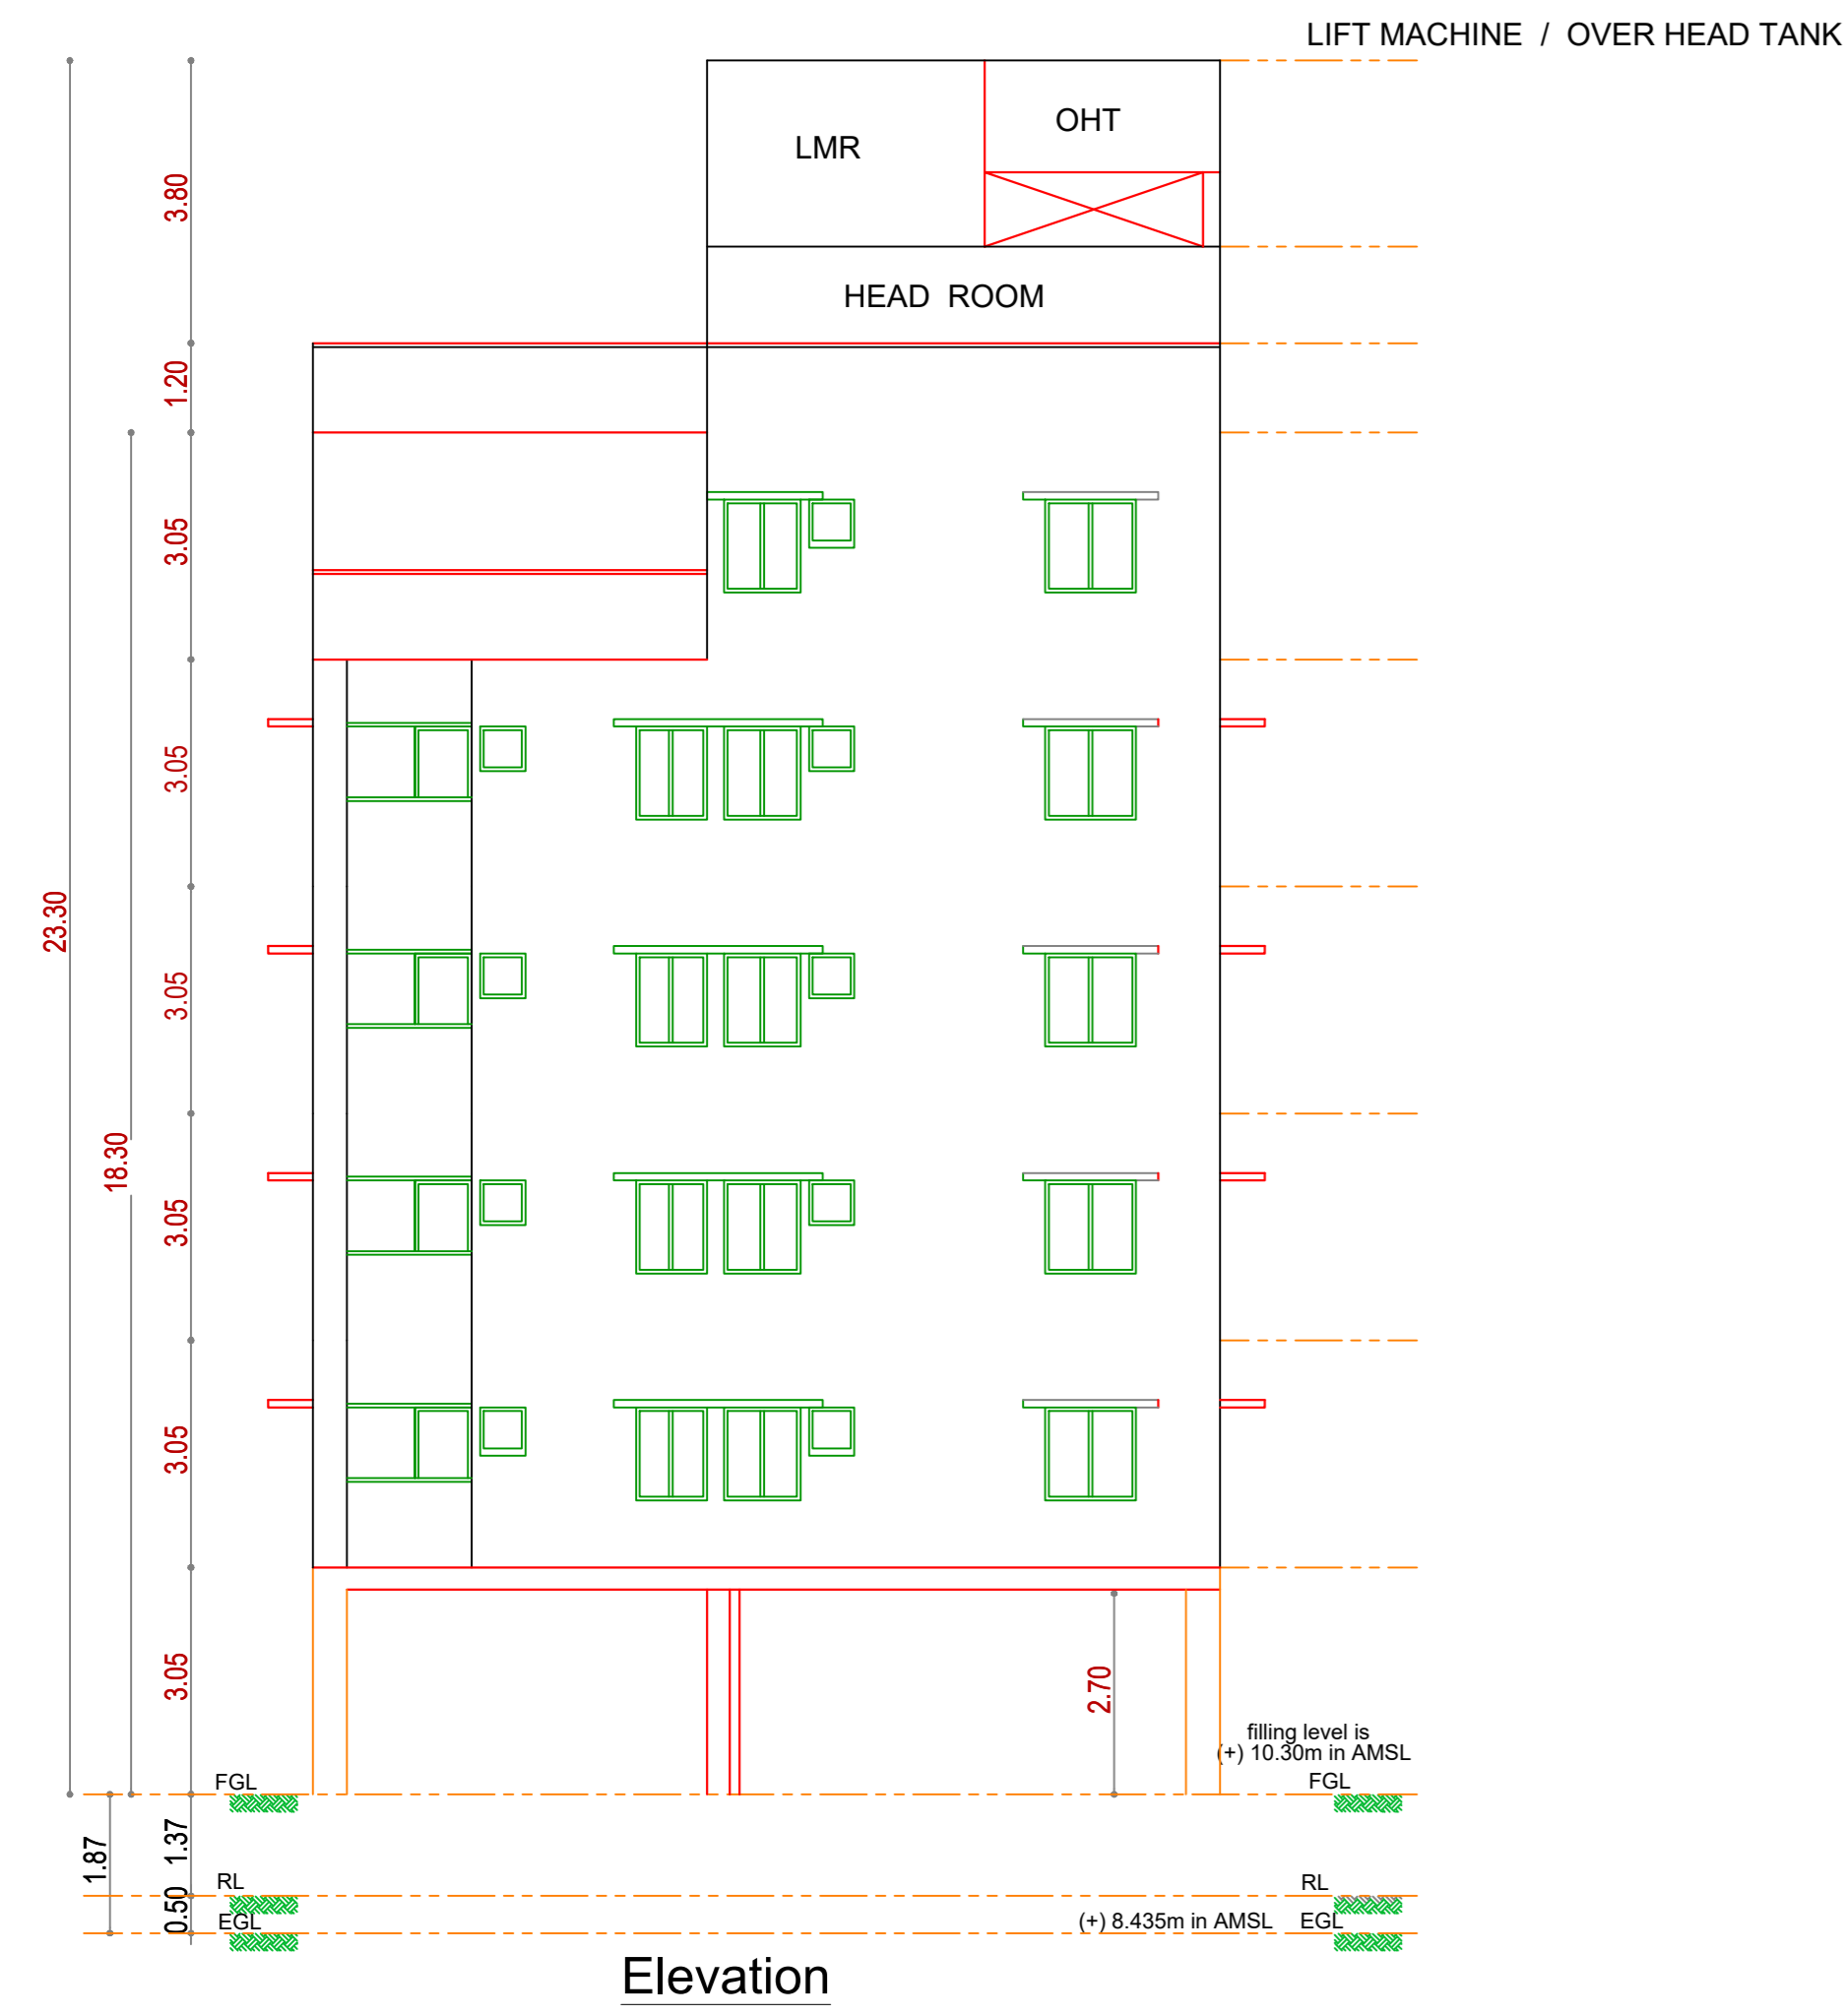 LIFT MACHINE / OVER HEAD TANK
OHT
LMR
3.80
HEAD ROOM
1.20
3.05
3.05
23.30
3.05
18.30
3.05
3.05
3.05
2.70
filling level is
(+) 10.30m in AMSL
FGL
FGL
1.37
1.87
RL
RL
0.50
EGL
(+) 8.435m in AMSL
EGL
Elevation